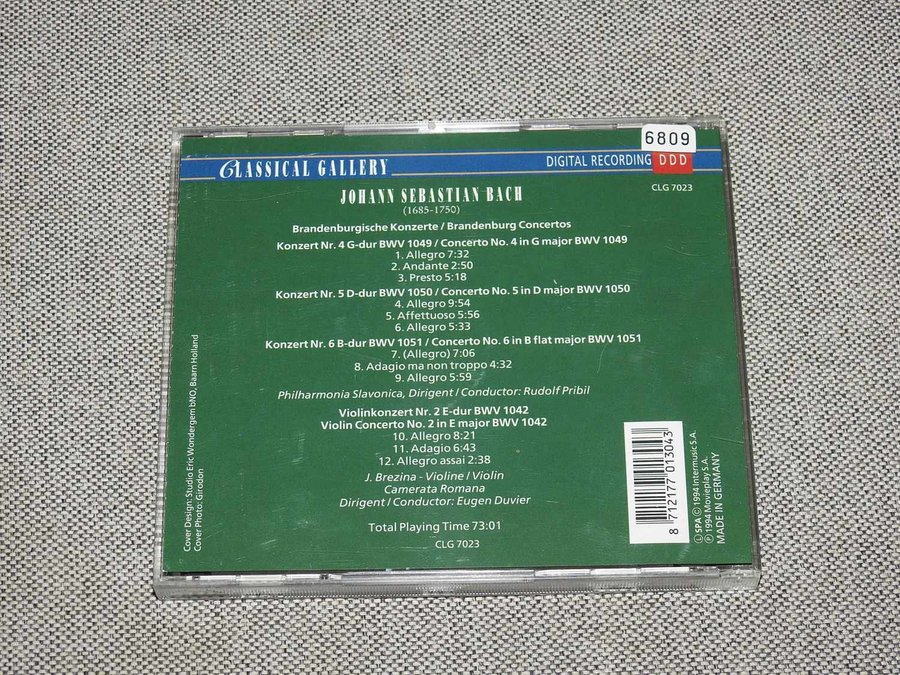 6809
CLASSICAL GALLERY
DIGITAL RECORDING DDD
CLG 7023
JOHANN SEBASTIAN BACH
(1685-1750)
Brandenburgische Konzerte / Brandenburg Concertos
Konzert Nr. 4 G-dur BWV 1049 / Concerto No. 4 in G major BWV 1049
1. Allegro 7:32
2. Andante 2:50
3. Presto 5:18
Konzert Nr. 5 D-dur BWV 1050 / Concerto No. 5 in D major BWV 1050
4. Allegro 9:54
5. Affettuoso 5:56
6. Allegro 5:33
Konzert Nr. 6 B-dur BWV 1051 / Concerto No. 6 in B flat major BWV 1051
7. (Allegro) 7:06
8. Adagio ma non troppo 4:32
9. Allegro 5:59
Philharmonia Slavonica, Dirigent / Conductor: Rudolf Pribil
Violinkonzert Nr. 2 E-dur BWV 1042
Violin Concerto No. 2 in E major BWV 1042
10. Allegro 8:21
11. Adagio 6:43
12. Allegro assai 2:38
J. Brezina - Violine / Violin
Camerata Romana
Dirigent / Conductor: Eugen Duvier
Total Playing Time 73:01
CLG 7023
Cover Design: Studio Eric Wondergem bNO, Baarn Holland
Cover Photo: Girodon
8 712177 013043
Ⓛ SPA © 1994 Intermusic S.A.
℗ 1994 Movieplay S.A.
MADE IN GERMANY